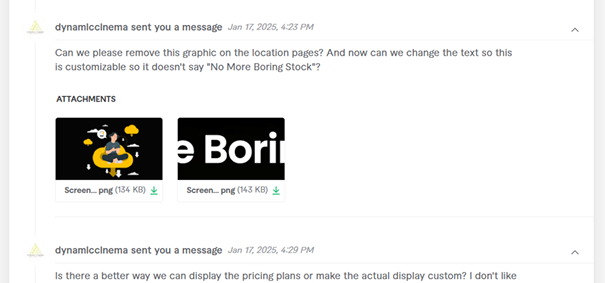 dynamiccinema sent you a message Jan 17, 2025, 4:23 PM
Can we please remove this graphic on the location pages? And now can we change the text so this
is customizable so it doesn't say "No More Boring Stock"?
ATTACHMENTS
e Borin
Screen... png (134 KB)
Screen... png (143 KB)
dynamiccinema sent you a message Jan 17, 2025, 4:29 PM
Is there a better way we can display the pricing plans or make the actual display custom? I don't like